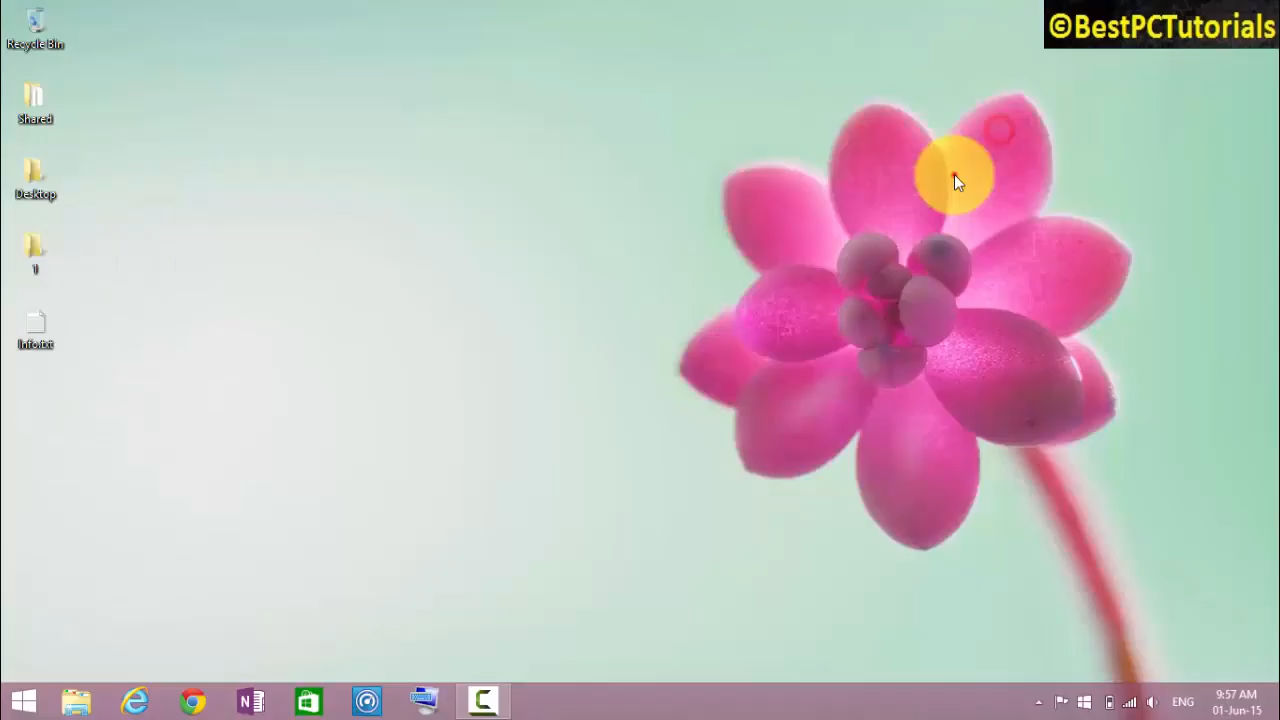 ©BestPCTutorials
Recycle Bin
Shared
Desktop
1
Info.txt
ENG
9:57 AM
01-Jun-15